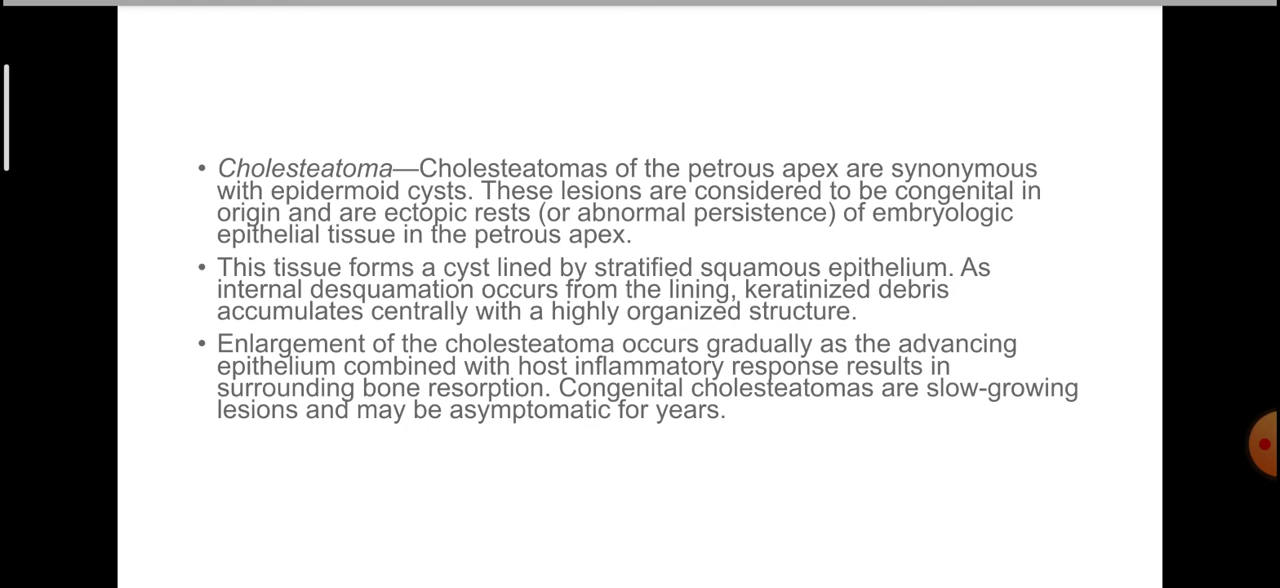 • Cholesteatoma—Cholesteatomas of the petrous apex are synonymous
with epidermoid cysts. These lesions are considered to be congenital in
origin and are ectopic rests (or abnormal persistence) of embryologic
epithelial tissue in the petrous apex.
• This tissue forms a cyst lined by stratified squamous epithelium. As
internal desquamation occurs from the lining, keratinized debris
accumulates centrally with a highly organized structure.
• Enlargement of the cholesteatoma occurs gradually as the advancing
epithelium combined with host inflammatory response results in
surrounding bone resorption. Congenital cholesteatomas are slow-growing
lesions and may be asymptomatic for years.